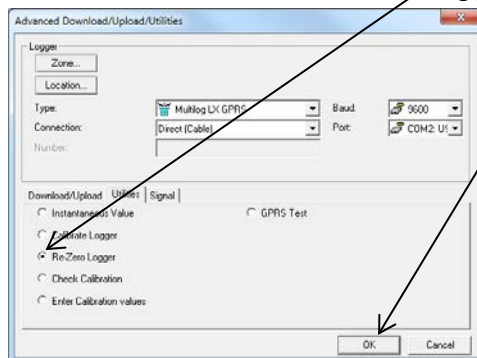 Advanced Download/Upload/Utilities
Logger
Zone...
Location...
Type: Multilog LX GPRS Baud: 9600
Connection: Direct (Cable) Port: COM2: US
Number:
Download/Upload Utilities Signal
Instantaneous Value GPRS Test
Calibrate Logger
Re-Zero Logger
Check Calibration
Enter Calibration values
OK Cancel